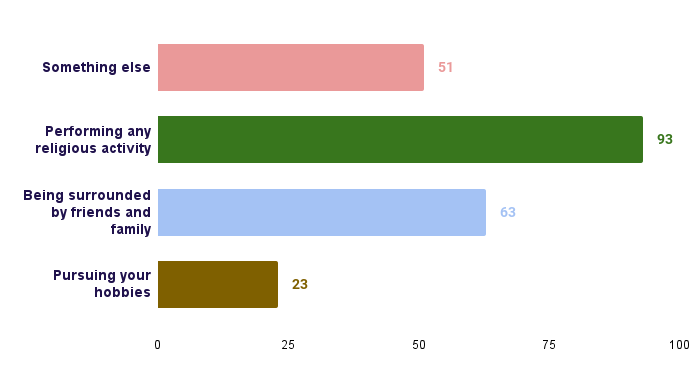 Something else
51
Performing any
religious activity
93
Being surrounded
by friends and
family
63
Pursuing your
hobbies
23
0 25 50 75 100